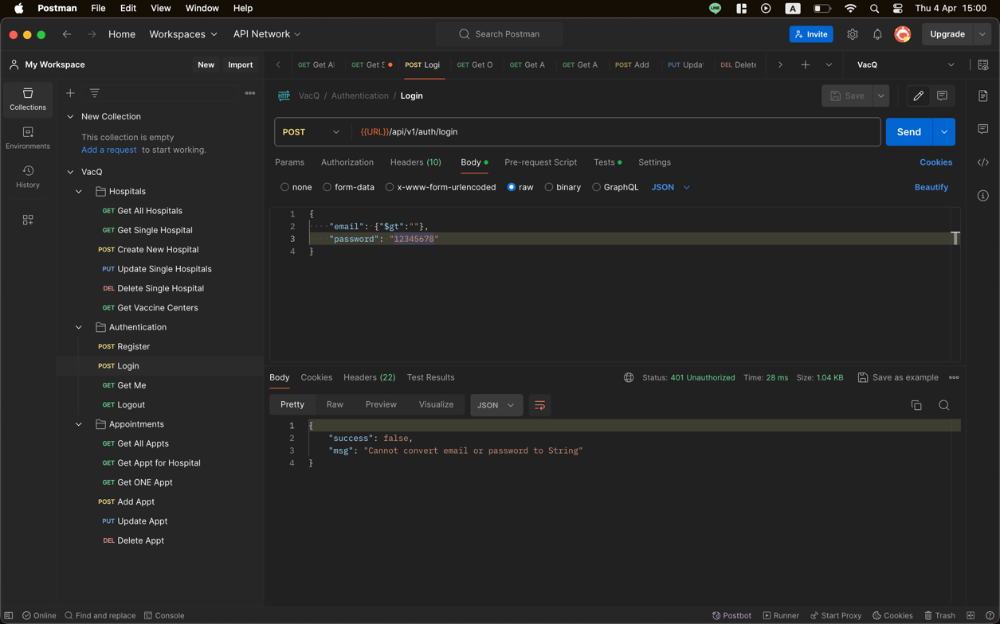 Postman File Edit View Window Help
LINE A Thu 4 Apr 15:00
Home Workspaces API Network Search Postman Invite Upgrade
My Workspace New Import
GET Get Al GET Get S POST Logi GET Get O GET Get A GET Get A POST Add PUT Upda DEL Delete VacQ
Collections
Environments
History
New Collection
This collection is empty
Add a request to start working.
VacQ
Hospitals
GET Get All Hospitals
GET Get Single Hospital
POST Create New Hospital
PUT Update Single Hospitals
DEL Delete Single Hospital
GET Get Vaccine Centers
Authentication
POST Register
POST Login
GET Get Me
POST Logout
Appointments
GET Get All Appts
GET Get Appt for Hospital
GET Get ONE Appt
POST Add Appt
PUT Update Appt
DEL Delete Appt
HTTP VacQ / Authentication / Login Save
POST {{URL}}/api/v1/auth/login Send
Params Authorization Headers (10) Body Pre-request Script Tests Settings Cookies
none form-data x-www-form-urlencoded raw binary GraphQL JSON Beautify
1 {
2 "email": {"$gt":""},
3 "password": "12345678"
4 }
Body Cookies Headers (22) Test Results Status: 401 Unauthorized Time: 28 ms Size: 1.04 KB Save as example
Pretty Raw Preview Visualize JSON
1 {
2 "success": false,
3 "msg": "Cannot convert email or password to String"
4 }
Online Find and replace Console Postbot Runner Start Proxy Cookies Trash